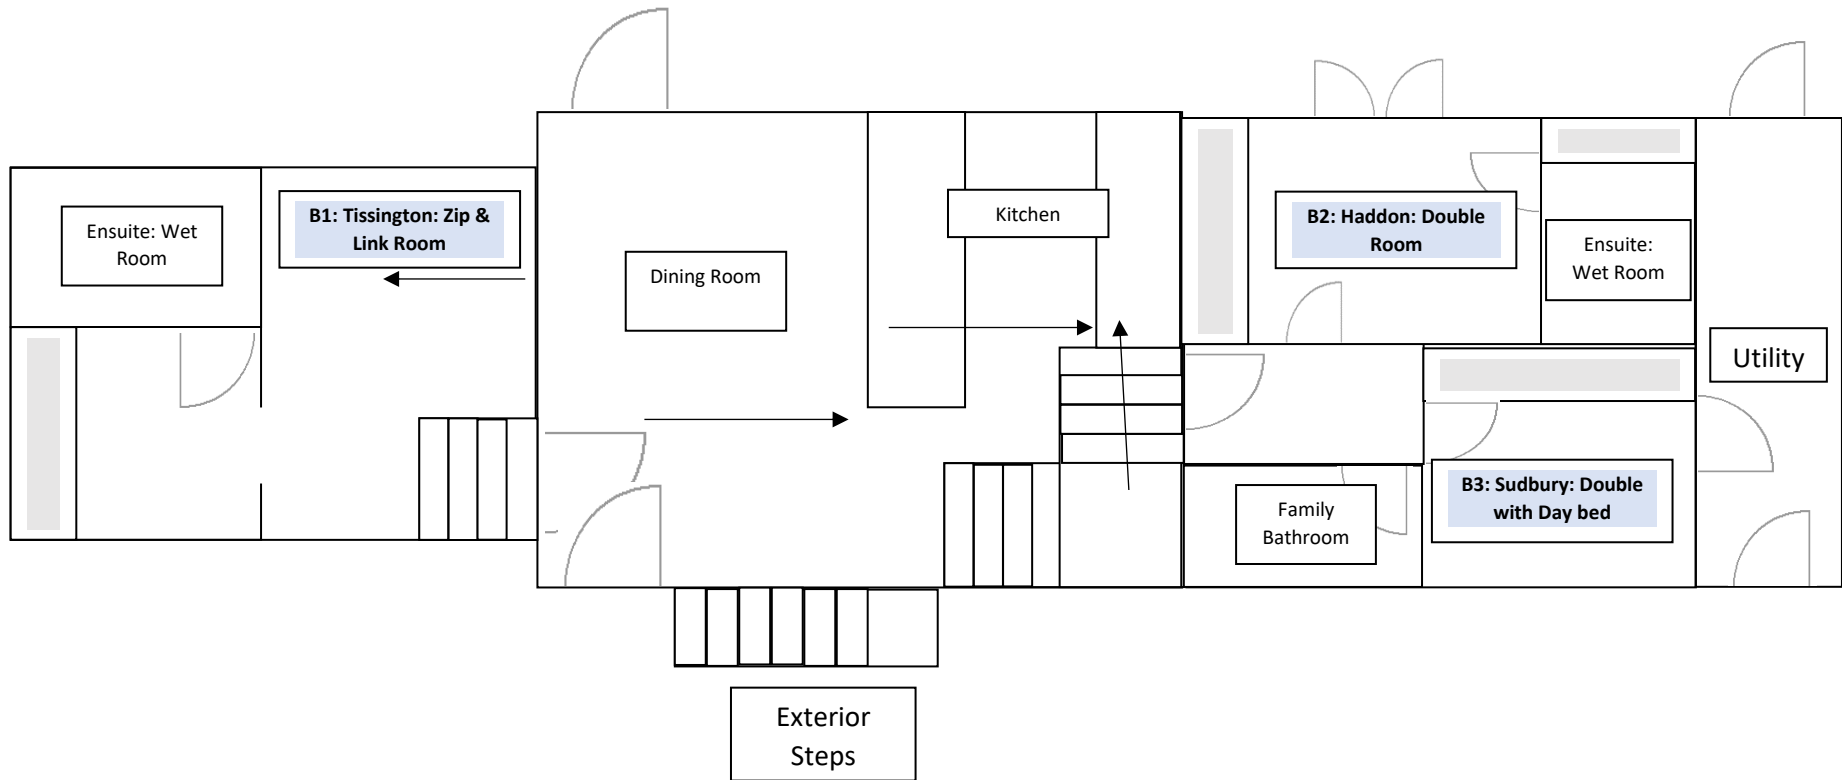 Ensuite: Wet
Room
B1: Tissington: Zip &
Link Room
Dining Room
Kitchen
B2: Haddon: Double
Room
Ensuite:
Wet Room
Utility
Family
Bathroom
B3: Sudbury: Double
with Day bed
Exterior
Steps